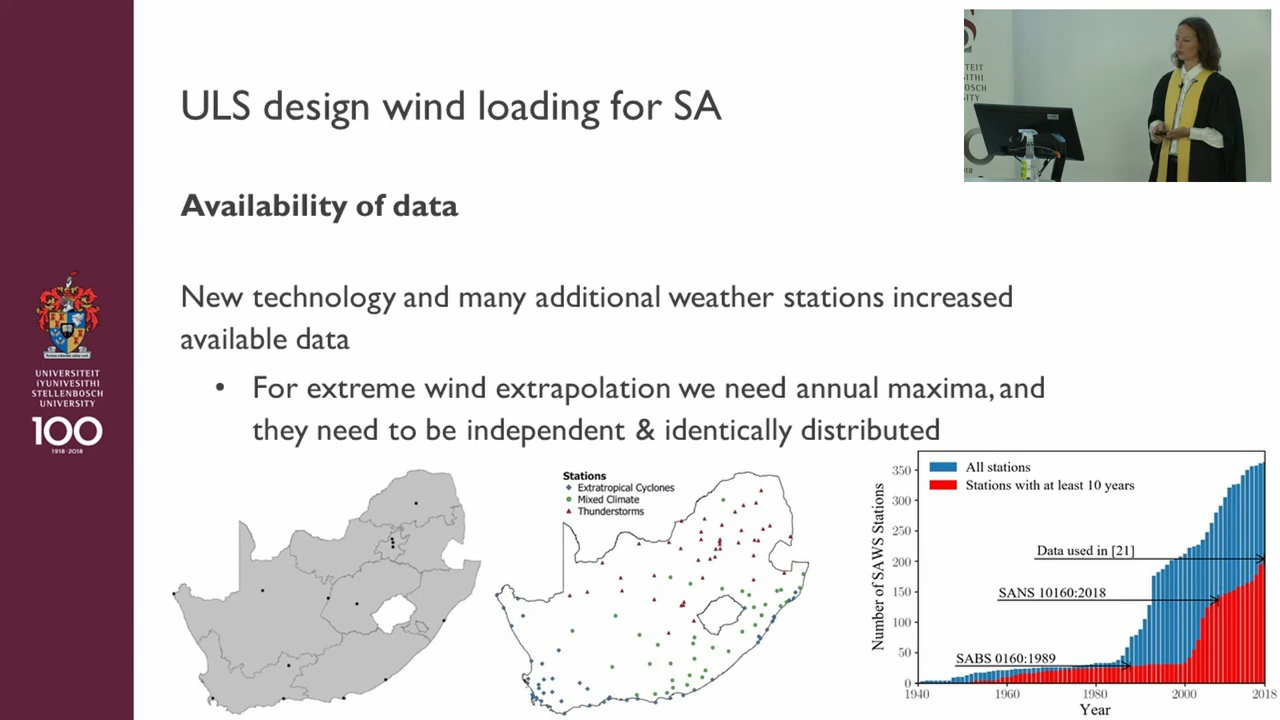 ULS design wind loading for SA
Availability of data
New technology and many additional weather stations increased
available data
• For extreme wind extrapolation we need annual maxima, and
they need to be independent & identically distributed
UNIVERSITEIT
iYUNIVESITHI
STELLENBOSCH
UNIVERSITY
100
1918 · 2018
Stations
Extratropical Cyclones
Mixed Climate
Thunderstorms
Number of SAWS Stations
350
300
250
200
150
100
50
0
All stations
Stations with at least 10 years
Data used in [21]
SANS 10160:2018
SABS 0160:1989
1940
1960
1980
2000
2018
Year
TEIT
SITHI
OSCH
SITY